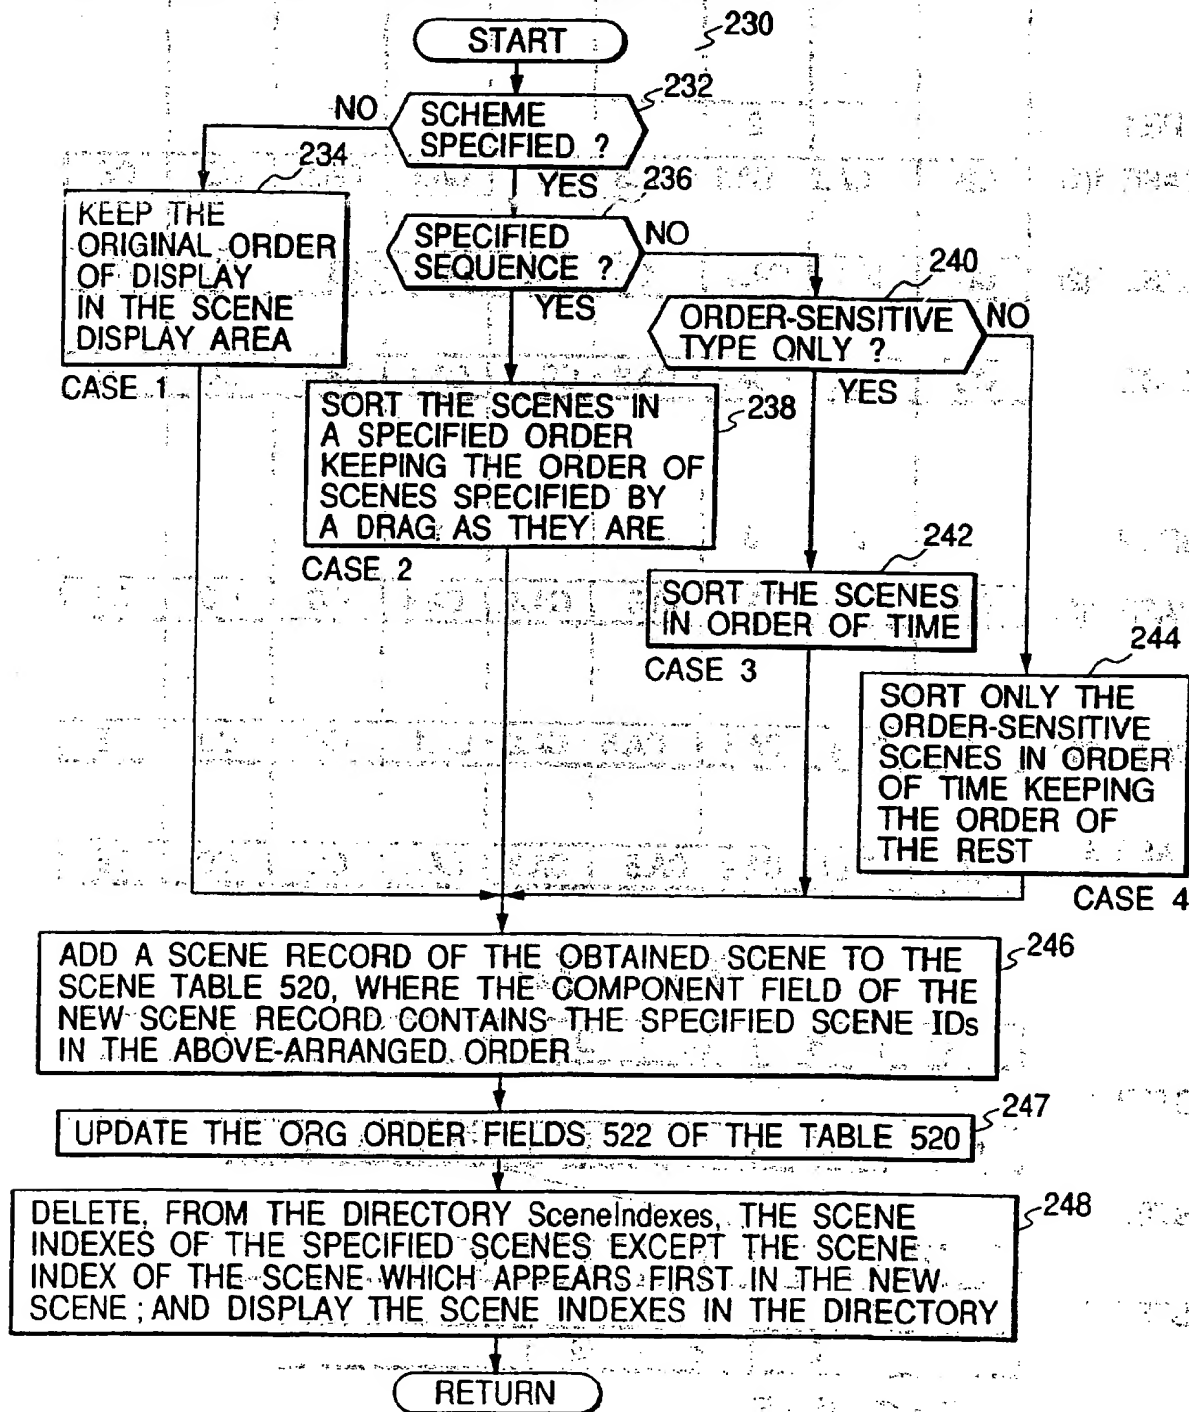 START
230
232
NO
SCHEME
SPECIFIED ?
234
YES
236
KEEP THE
ORIGINAL ORDER
OF DISPLAY
IN THE SCENE
DISPLAY AREA
CASE 1
SPECIFIED
SEQUENCE ?
NO
YES
240
ORDER-SENSITIVE
TYPE ONLY ?
NO
YES
238
SORT THE SCENES IN
A SPECIFIED ORDER
KEEPING THE ORDER OF
SCENES SPECIFIED BY
A DRAG AS THEY ARE
CASE 2
242
SORT THE SCENES
IN ORDER OF TIME
CASE 3
244
SORT ONLY THE
ORDER-SENSITIVE
SCENES IN ORDER
OF TIME KEEPING
THE ORDER OF
THE REST
CASE 4
246
ADD A SCENE RECORD OF THE OBTAINED SCENE TO THE
SCENE TABLE 520, WHERE THE COMPONENT FIELD OF THE
NEW SCENE RECORD CONTAINS THE SPECIFIED SCENE IDs
IN THE ABOVE-ARRANGED ORDER
247
UPDATE THE ORG ORDER FIELDS 522 OF THE TABLE 520
248
DELETE, FROM THE DIRECTORY SceneIndexes, THE SCENE
INDEXES OF THE SPECIFIED SCENES EXCEPT THE SCENE
INDEX OF THE SCENE WHICH APPEARS FIRST IN THE NEW
SCENE ; AND DISPLAY THE SCENE INDEXES IN THE DIRECTORY
RETURN